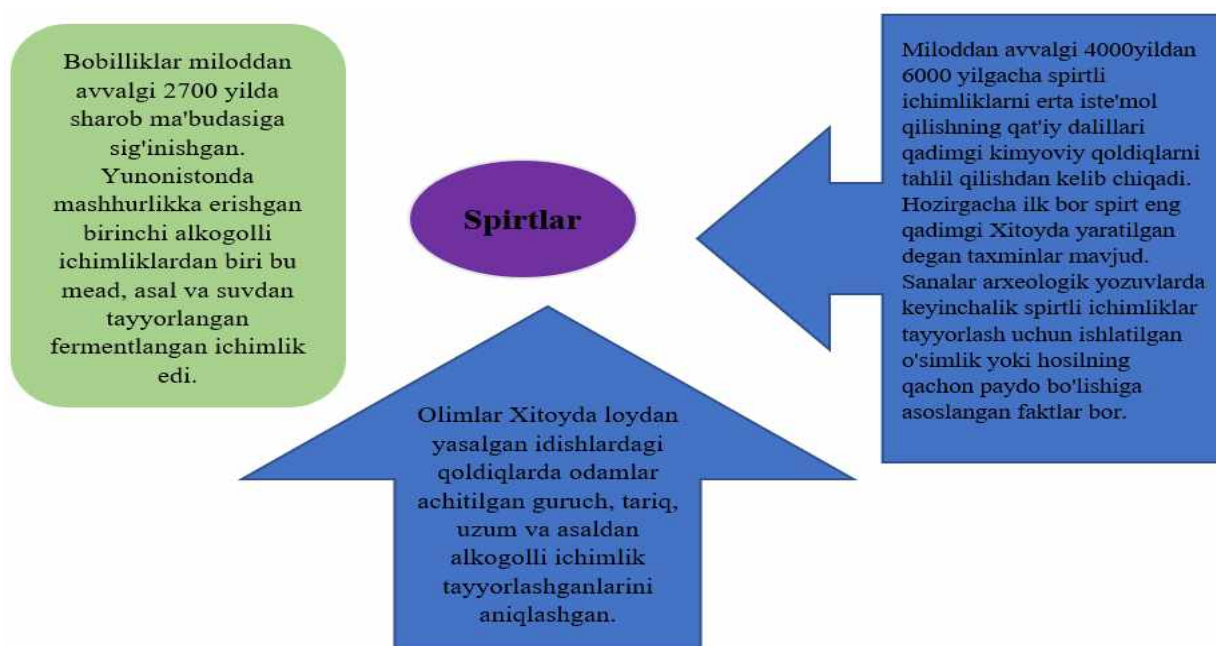 Bobilliklar miloddan
avvalgi 2700 yilda
sharob ma'budasiga
sig'inishgan.
Yunonistonda
mashhurlikka erishgan
birinchi alkogolli
ichimliklardan biri bu
mead, asal va suvdan
tayyorlangan
fermentlangan ichimlik
edi.
Spirtlar
Miloddan avvalgi 4000yildan
6000 yilgacha spirtli
ichimliklarni erta iste'mol
qilishning qat'iy dalillari
qadimgi kimyoviy qoldiqlarni
tahlil qilishdan kelib chiqadi.
Hozirgacha ilk bor spirt eng
qadimgi Xitoyda yaratilgan
degan taxminlar mavjud.
Sanalar arxeologik yozuvlarda
keyinchalik spirtli ichimliklar
tayyorlash uchun ishlatilgan
o'simlik yoki hosilning
qachon paydo bo'lishiga
asoslangan faktlar bor.
Olimlar Xitoyda loydan
yasalgan idishlardagi
qoldiqlarda odamlar
achitilgan guruch, tariq,
uzum va asaldan
alkogolli ichimlik
tayyorlashganlarini
aniqlashgan.